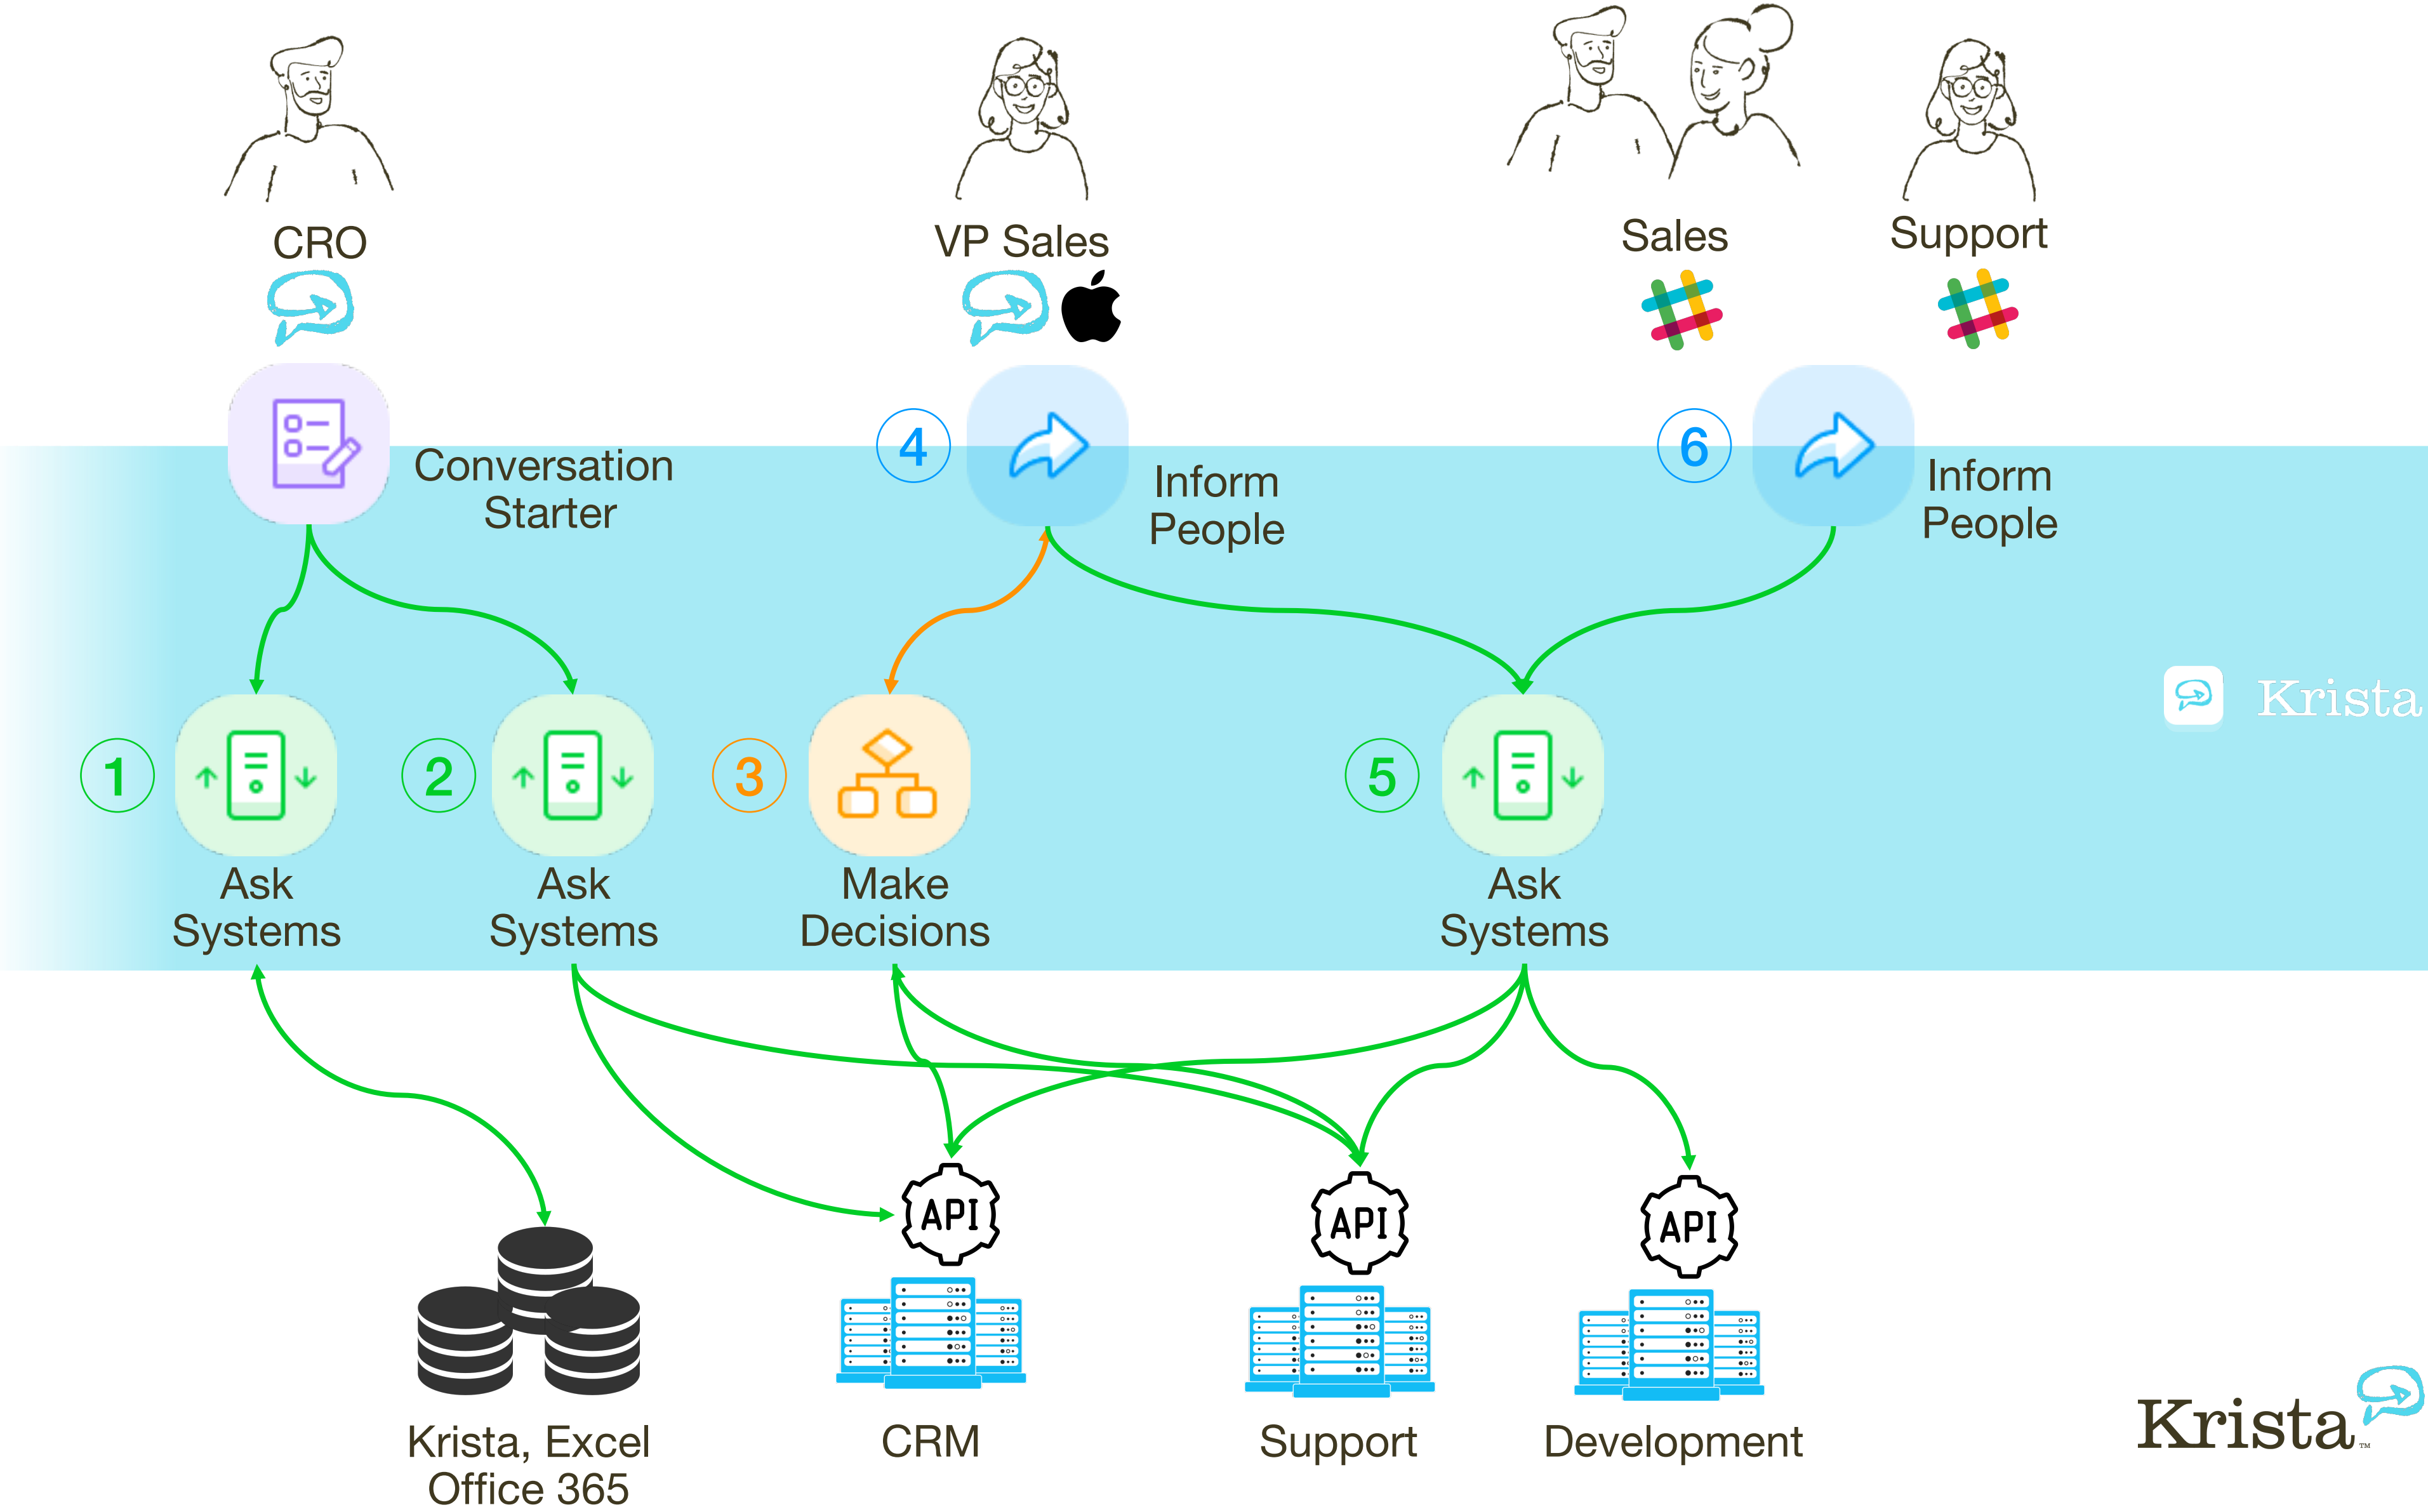 CRO
VP Sales
Sales
Support
Conversation
Starter
4
Inform
People
6
Inform
People
Krista
1
2
3
5
Ask
Systems
Ask
Systems
Make
Decisions
Ask
Systems
API
API
API
Krista, Excel
Office 365
CRM
Support
Development
Krista™